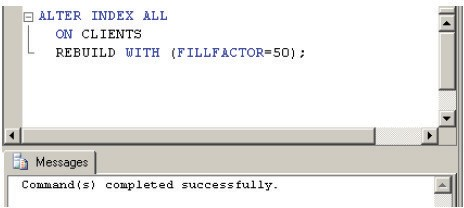 ALTER INDEX ALL
ON CLIENTS
REBUILD WITH (FILLFACTOR=50);
Messages
Command(s) completed successfully.